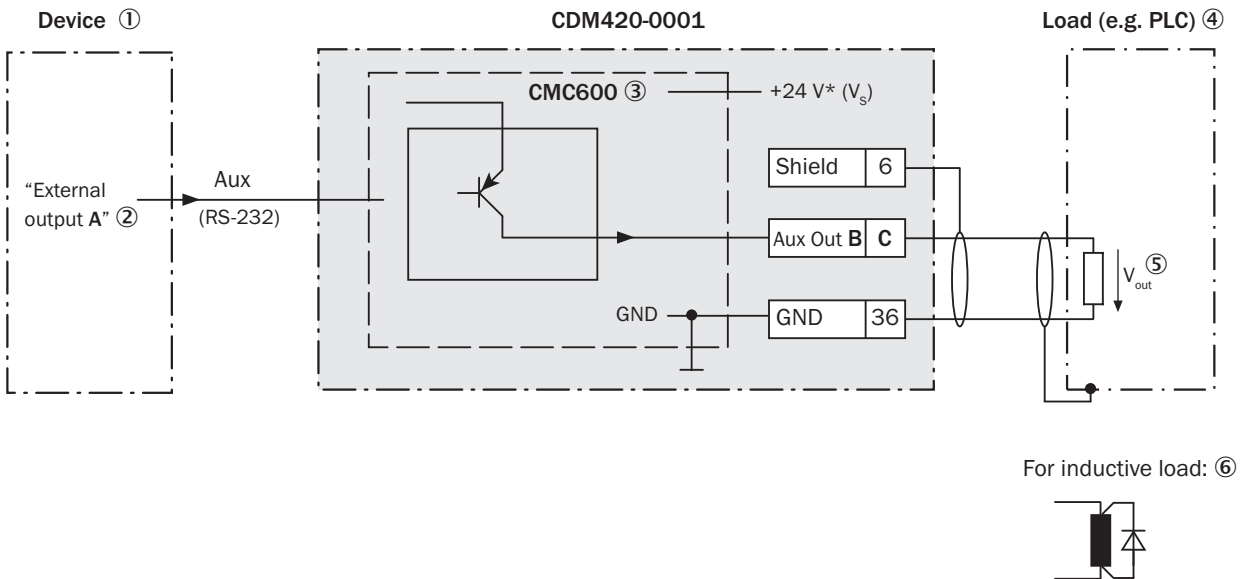 Device ①
CDM420-0001
Load (e.g. PLC) ④
CMC600 ③
+24 V* (Vs)
Shield 6
“External
output A” ②
Aux
(RS-232)
Aux Out B C
Vout ⑤
GND
GND 36
For inductive load: ⑥